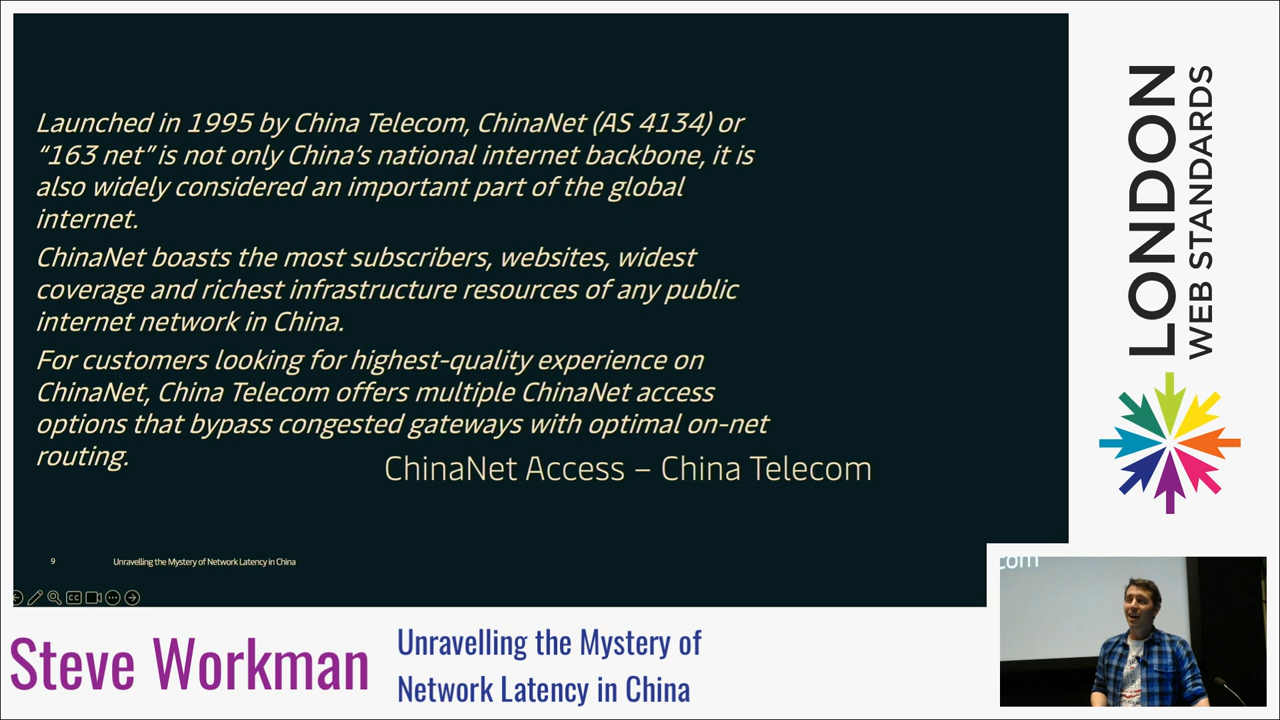 Launched in 1995 by China Telecom, ChinaNet (AS 4134) or
“163 net” is not only China’s national internet backbone, it is
also widely considered an important part of the global
internet.
ChinaNet boasts the most subscribers, websites, widest
coverage and richest infrastructure resources of any public
internet network in China.
For customers looking for highest-quality experience on
ChinaNet, China Telecom offers multiple ChinaNet access
options that bypass congested gateways with optimal on-net
routing.
ChinaNet Access – China Telecom
9
Unravelling the Mystery of Network Latency in China
CC
LONDON
WEB STANDARDS
com
Steve Workman
Unravelling the Mystery of
Network Latency in China